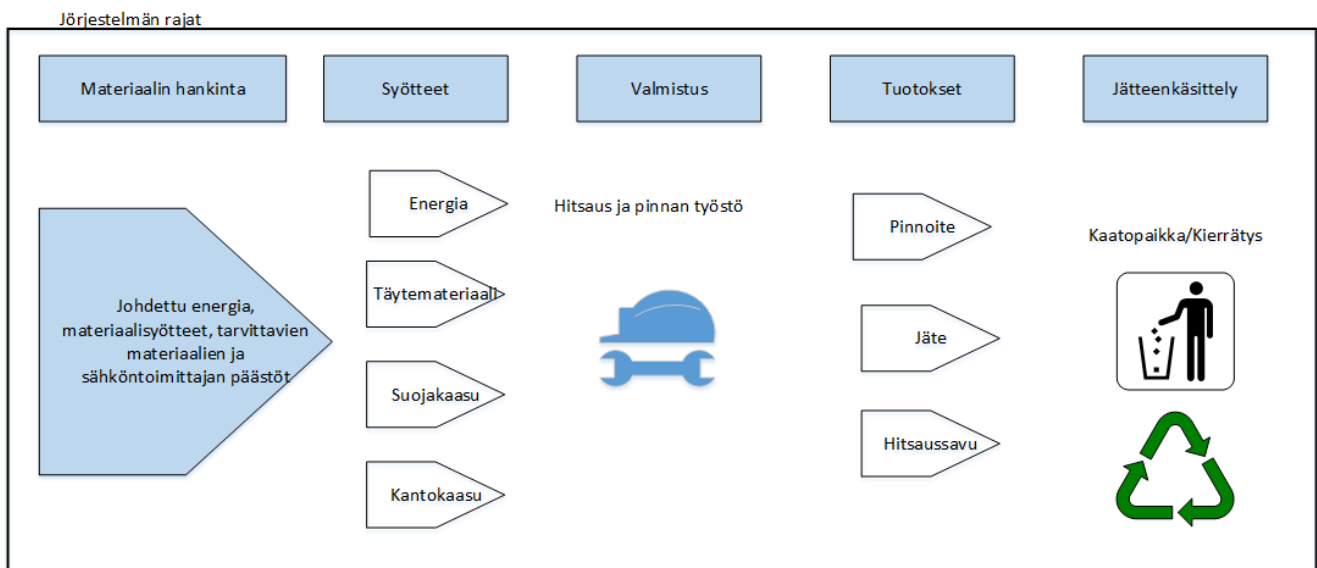 Jörjestelmän rajat
Materiaalin hankinta
Syötteet
Valmistus
Tuotokset
Jätteenkäsittely
Johdettu energia,
materiaalisyötteet, tarvittavien
materiaalien ja
sähköntoimittajan päästöt
Energia
Täytemateriaali
Suojakaasu
Kantokaasu
Hitsaus ja pinnan työstö
Pinnoite
Jäte
Hitsaussavu
Kaatopaikka/Kierrätys